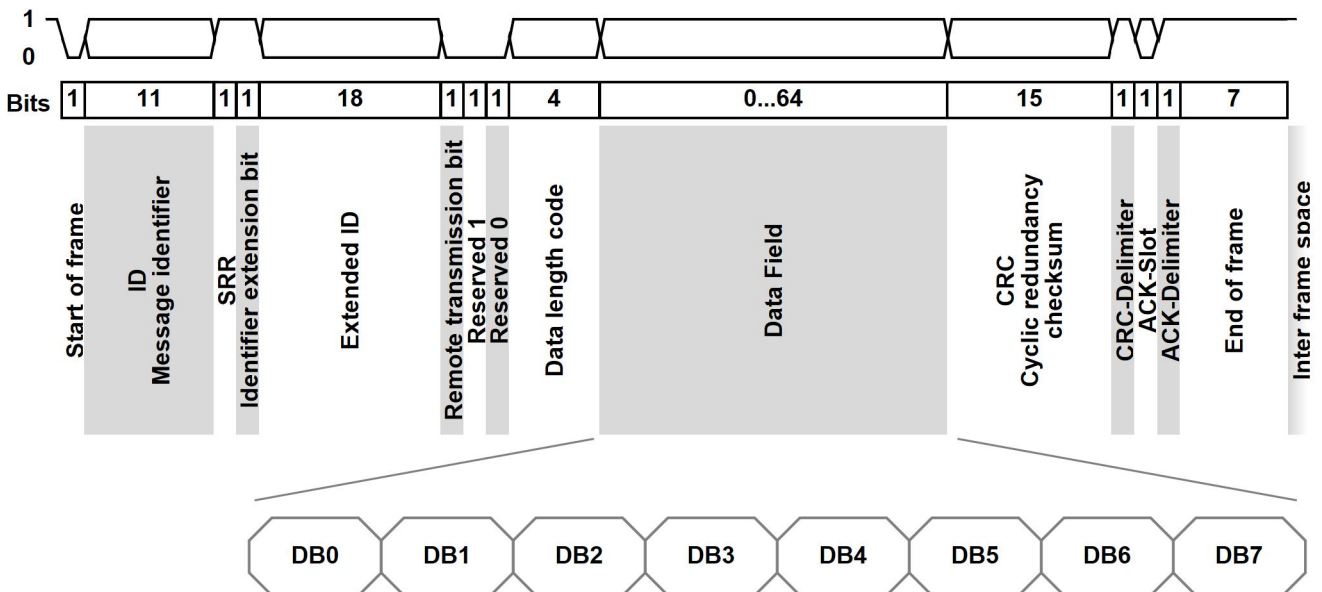 1
0
Bits 1 11 1 1 18 1 1 1 4 0...64 15 1 1 1 7
Start of frame
ID
Message identifier
SRR
Identifier extension bit
Extended ID
Remote transmission bit
Reserved 1
Reserved 0
Data length code
Data Field
CRC
Cyclic redundancy
checksum
CRC-Delimiter
ACK-Slot
ACK-Delimiter
End of frame
Inter frame space
DB0 DB1 DB2 DB3 DB4 DB5 DB6 DB7